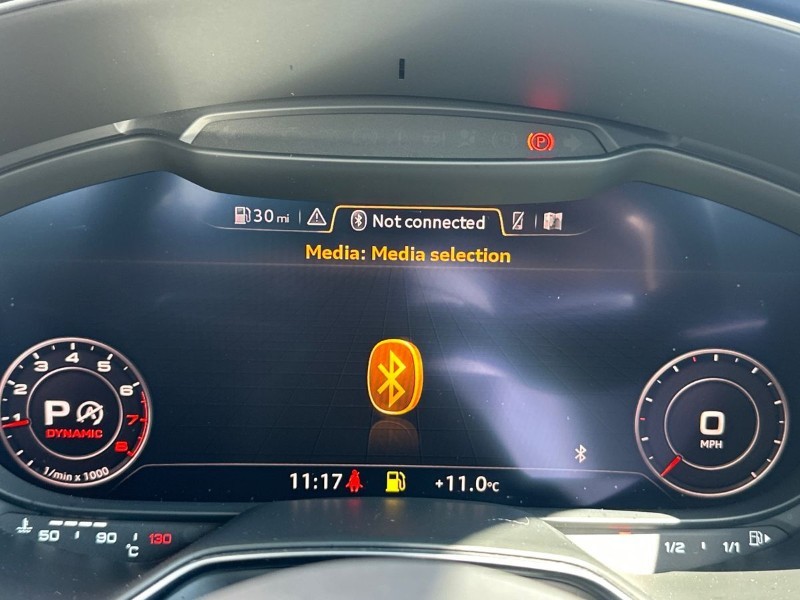 (P)
30 mi
Not connected
Media: Media selection
1 2 3 4 5 6 7 8
P
DYNAMIC
1/min x 1000
0
MPH
11:17
+11.0°C
50 90 130
°C
1/2 1/1